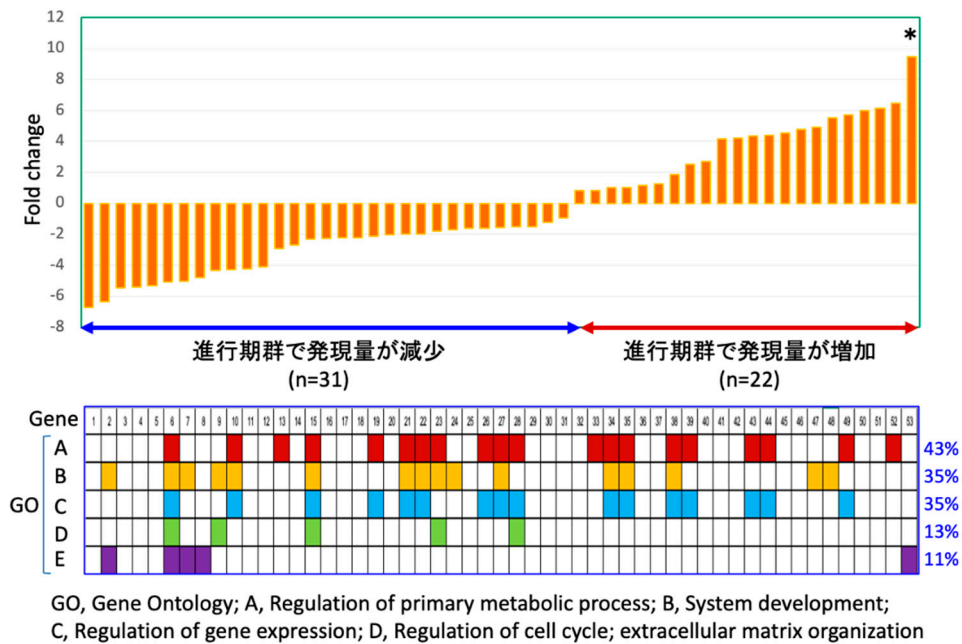 12
10
8
6
4
2
0
-2
-4
-6
-8
Fold change
*
進行期群で発現量が減少
(n=31)
進行期群で発現量が増加
(n=22)
Gene 1 2 3 4 5 6 7 8 9 10 11 12 13 14 15 16 17 18 19 20 21 22 23 24 25 26 27 28 29 30 31 32 33 34 35 36 37 38 39 40 41 42 43 44 45 46 47 48 49 50 51 52 53
A 43%
B 35%
GO C 35%
D 13%
E 11%
GO, Gene Ontology; A, Regulation of primary metabolic process; B, System development;
C, Regulation of gene expression; D, Regulation of cell cycle; extracellular matrix organization